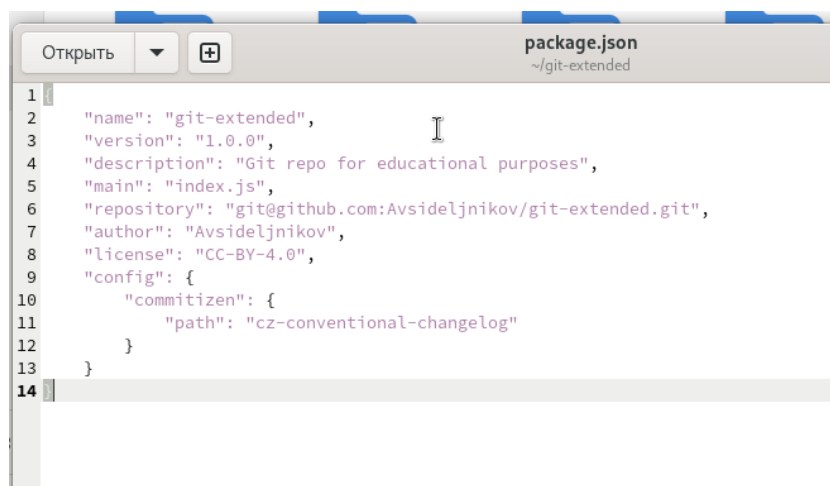 Открыть
package.json
~/git-extended
1 {
2 "name": "git-extended",
3 "version": "1.0.0",
4 "description": "Git repo for educational purposes",
5 "main": "index.js",
6 "repository": "git@github.com:Avsideljnikov/git-extended.git",
7 "author": "Avsideljnikov",
8 "license": "CC-BY-4.0",
9 "config": {
10 "commitizen": {
11 "path": "cz-conventional-changelog"
12 }
13 }
14 }